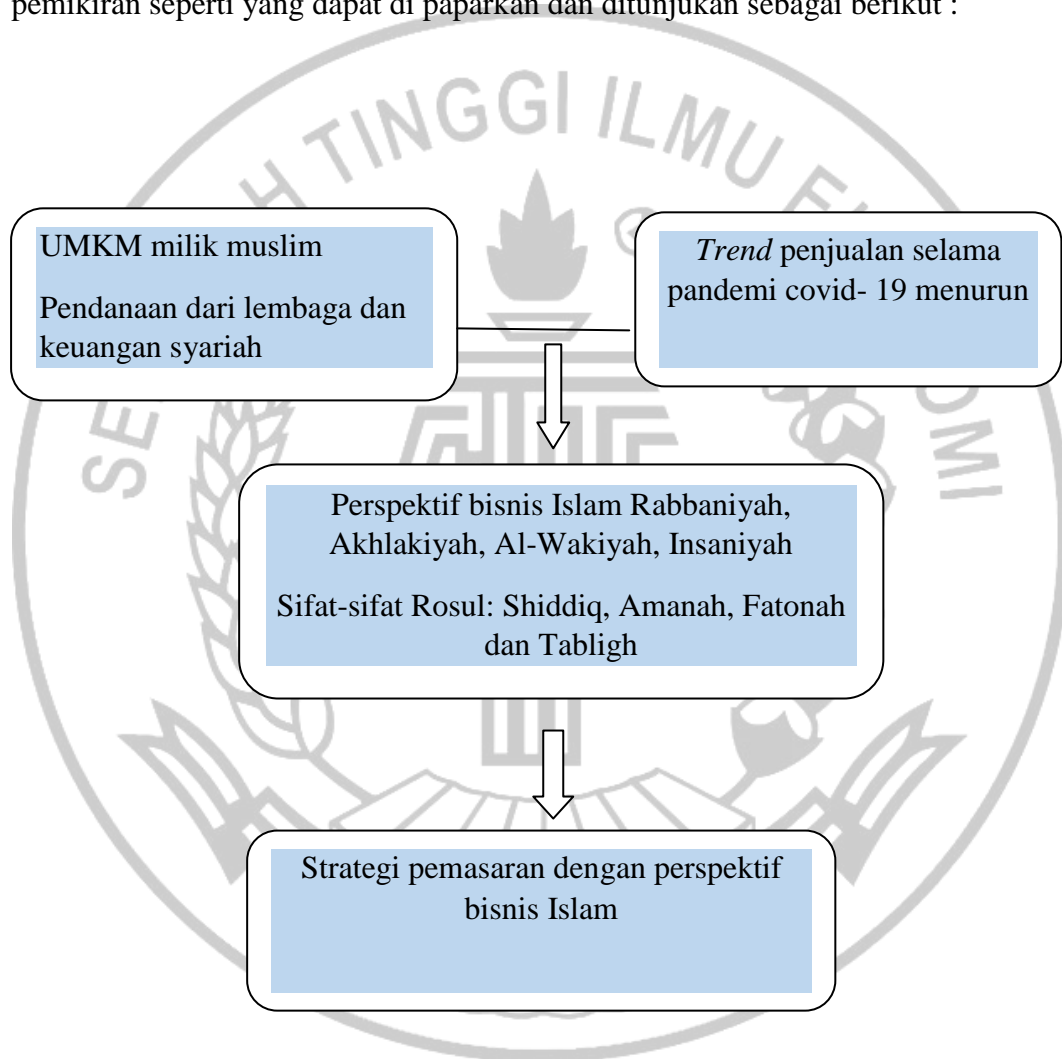 pemikiran seperti yang dapat di paparkan dan ditunjukan sebagai berikut :
TINGGI ILMU
UMKM milik muslim
Pendanaan dari lembaga dan
keuangan syariah
Trend penjualan selama
pandemi covid- 19 menurun
Perspektif bisnis Islam Rabbaniyah,
Akhlakiyah, Al-Wakiyah, Insaniyah
Sifat-sifat Rosul: Shiddiq, Amanah, Fatonah
dan Tabligh
Strategi pemasaran dengan perspektif
bisnis Islam